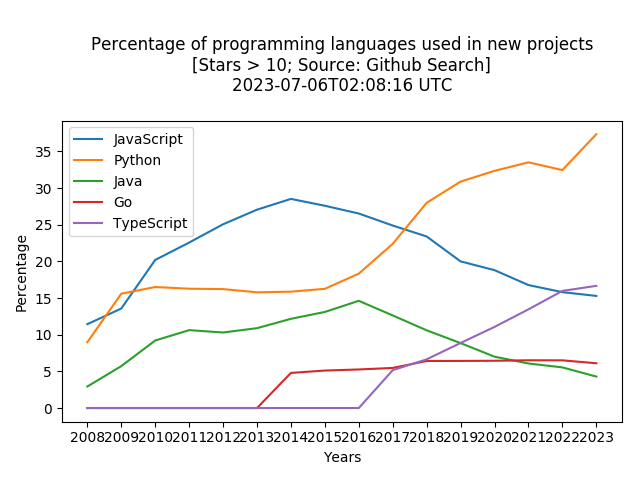 Percentage of programming languages used in new projects
[Stars > 10; Source: Github Search]
2023-07-06T02:08:16 UTC
JavaScript
Python
Java
Go
TypeScript
Percentage
35
30
25
20
15
10
5
0
2008 2009 2010 2011 2012 2013 2014 2015 2016 2017 2018 2019 2020 2021 2022 2023
Years